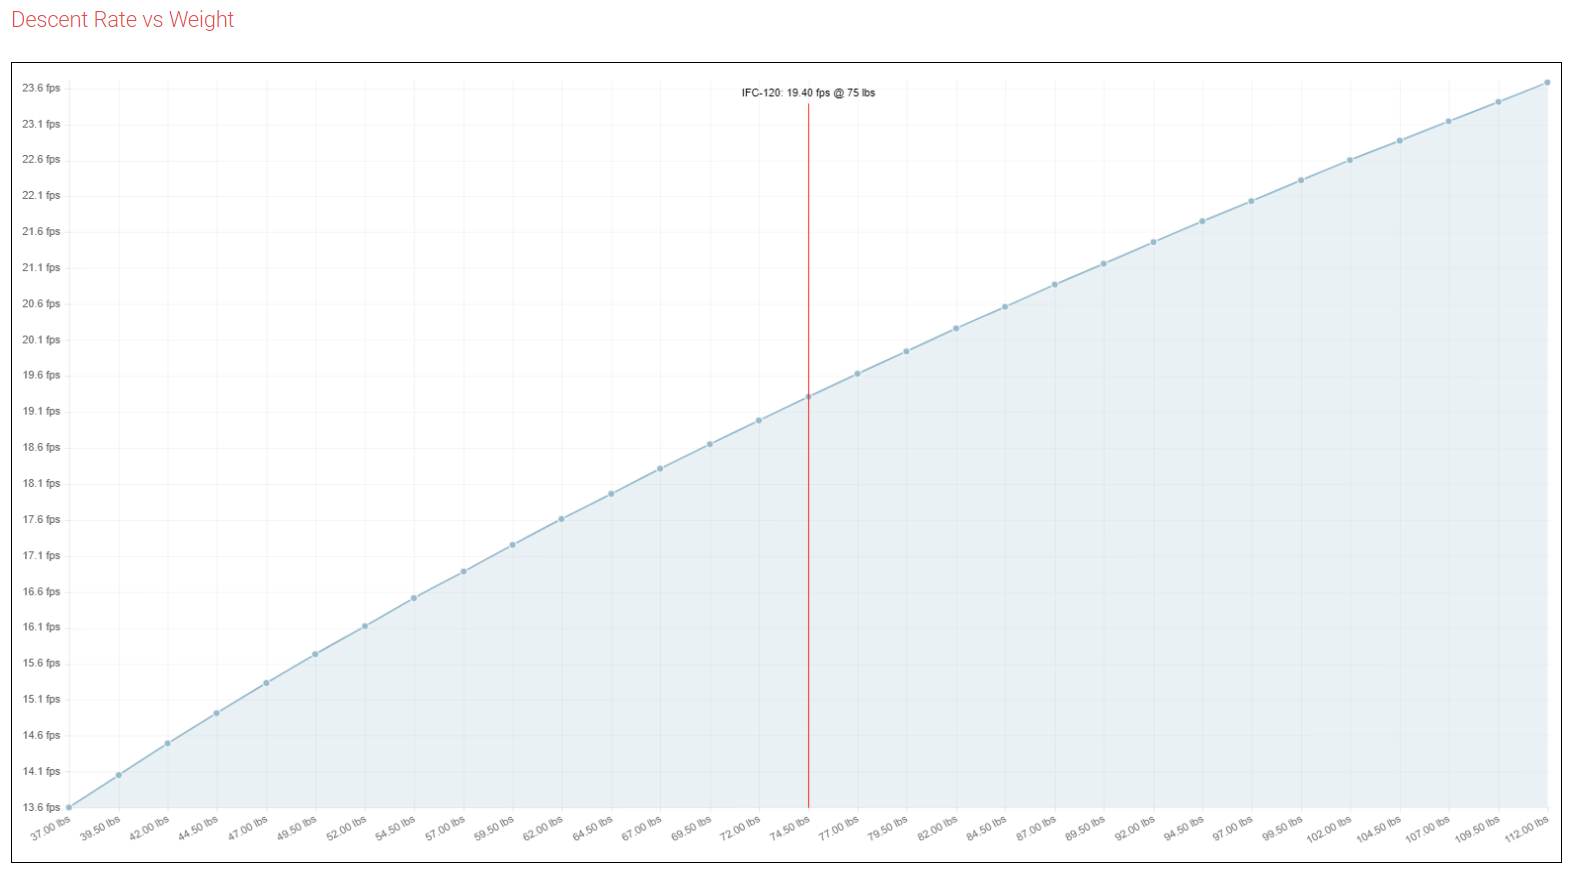 Descent Rate vs Weight
IFC-120: 19.40 fps @ 75 lbs
23.6 fps
23.1 fps
22.6 fps
22.1 fps
21.6 fps
21.1 fps
20.6 fps
20.1 fps
19.6 fps
19.1 fps
18.6 fps
18.1 fps
17.6 fps
17.1 fps
16.6 fps
16.1 fps
15.6 fps
15.1 fps
14.6 fps
14.1 fps
13.6 fps
37.00 lbs
39.50 lbs
42.00 lbs
44.50 lbs
47.00 lbs
49.50 lbs
52.00 lbs
54.50 lbs
57.00 lbs
59.50 lbs
62.00 lbs
64.50 lbs
67.00 lbs
69.50 lbs
72.00 lbs
74.50 lbs
77.00 lbs
79.50 lbs
82.00 lbs
84.50 lbs
87.00 lbs
89.50 lbs
92.00 lbs
94.50 lbs
97.00 lbs
99.50 lbs
102.00 lbs
104.50 lbs
107.00 lbs
109.50 lbs
112.00 lbs